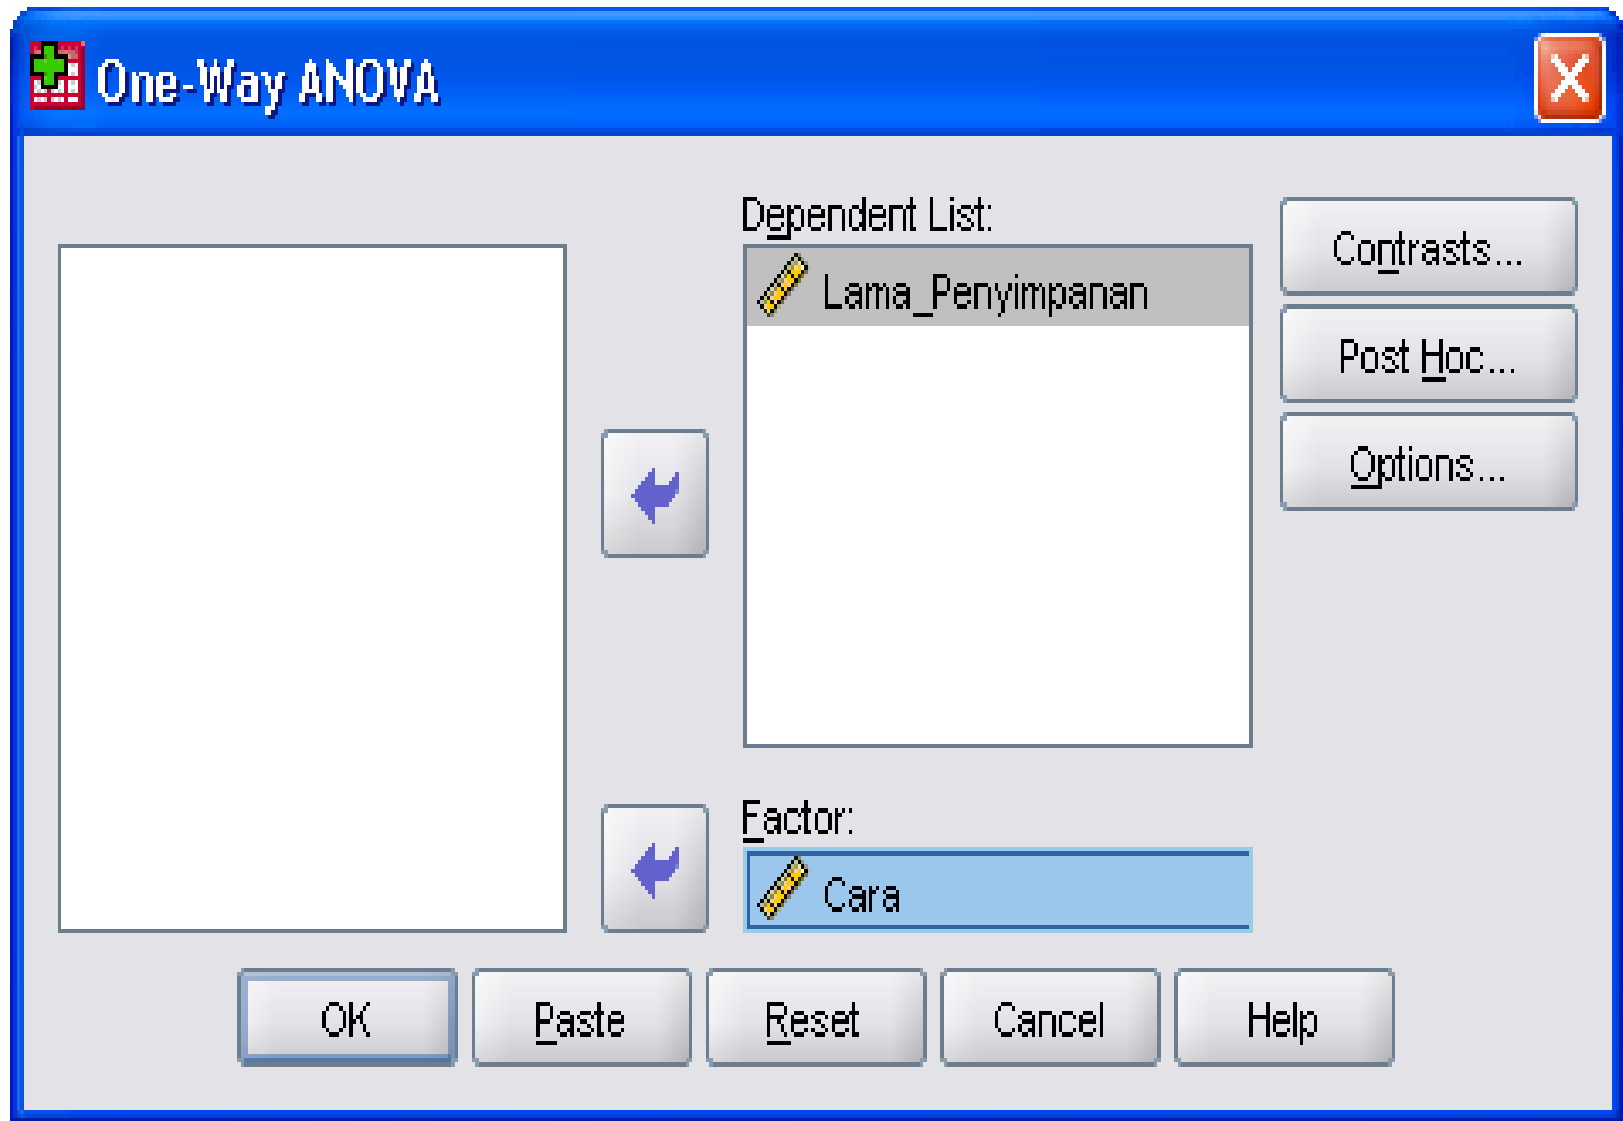 One-Way ANOVA
Dependent List:
Lama_Penyimpanan
Contrasts...
Post Hoc...
Options...
Factor:
Cara
OK
Paste
Reset
Cancel
Help